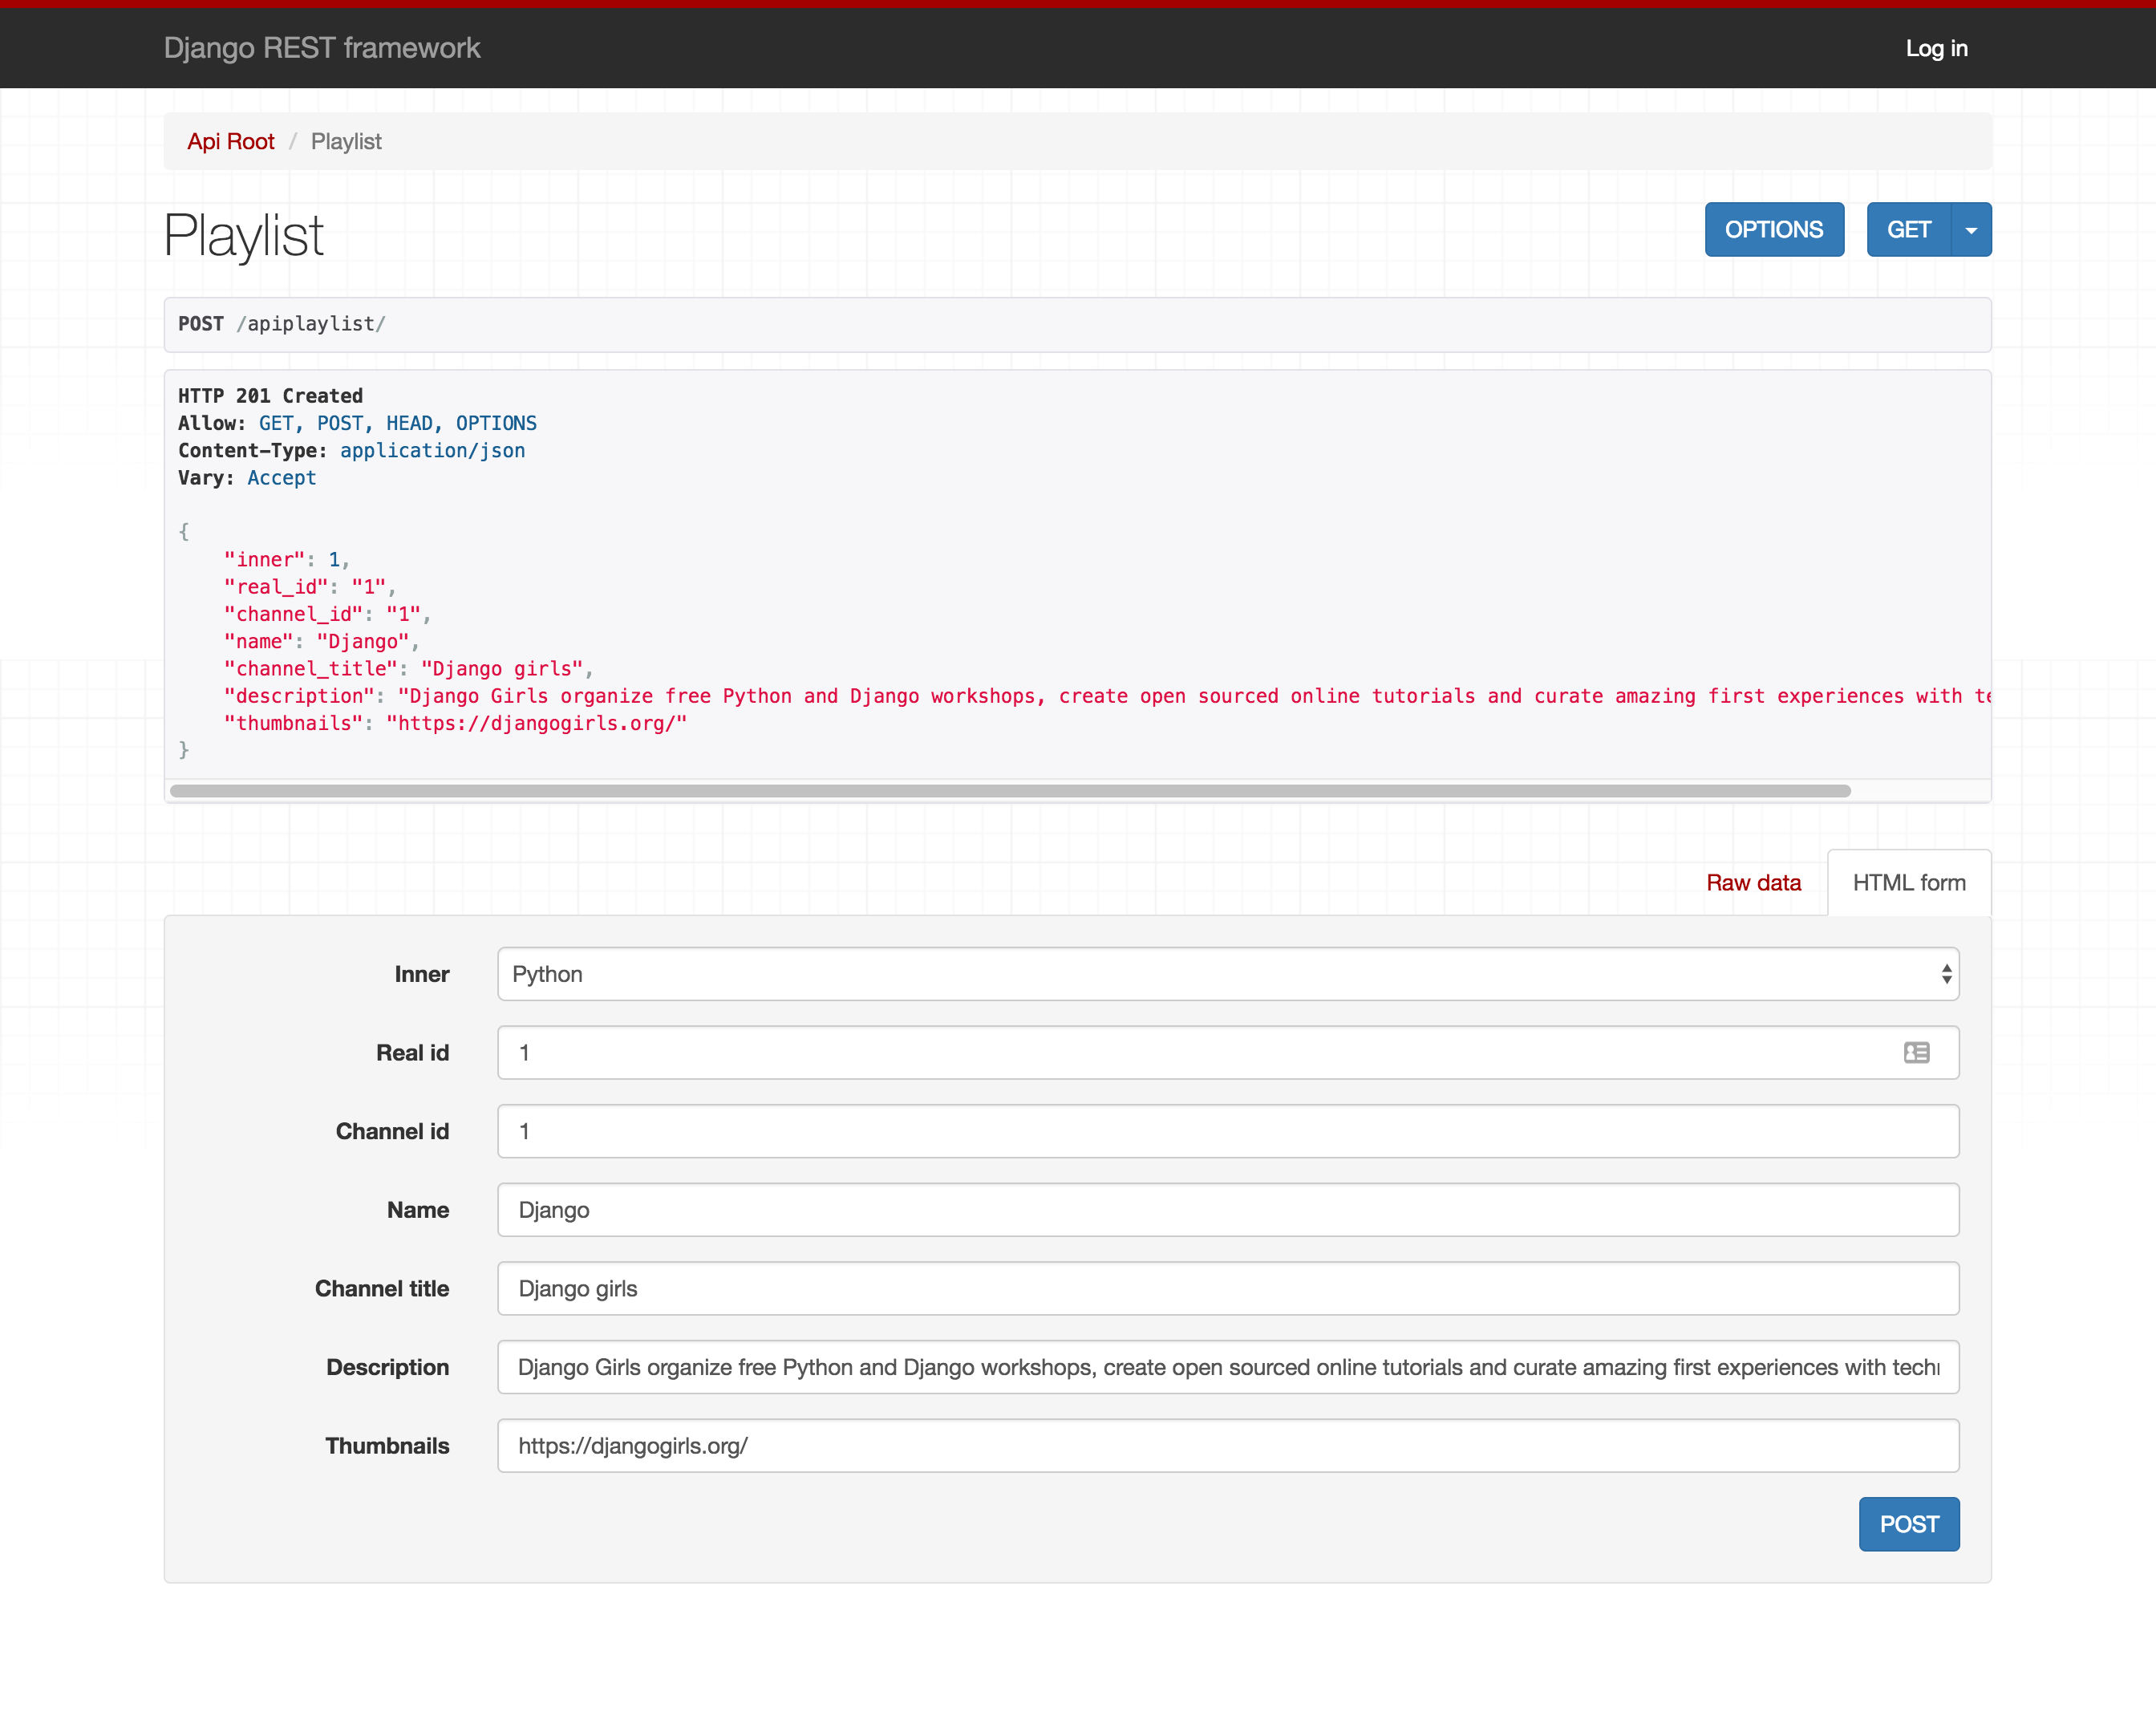 Django REST framework
Log in
Api Root / Playlist
Playlist
OPTIONS
GET
POST /apiplaylist/
HTTP 201 Created
Allow: GET, POST, HEAD, OPTIONS
Content-Type: application/json
Vary: Accept
{
"inner": 1,
"real_id": "1",
"channel_id": "1",
"name": "Django",
"channel_title": "Django girls",
"description": "Django Girls organize free Python and Django workshops, create open sourced online tutorials and curate amazing first experiences with
"thumbnails": "https://djangogirls.org/"
}
Raw data
HTML form
Inner Python
Real id 1
Channel id 1
Name Django
Channel title Django girls
Description Django Girls organize free Python and Django workshops, create open sourced online tutorials and curate amazing first experiences with
Thumbnails https://djangogirls.org/
POST